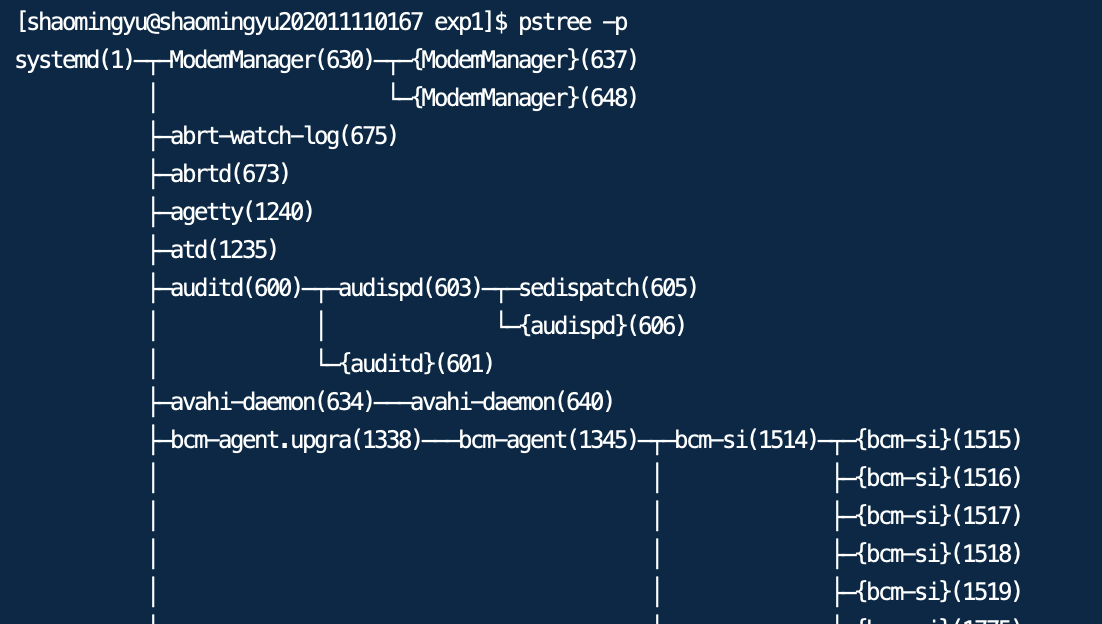 [shaomingyu@shaomingyu202011110167 exp1]$ pstree -p
systemd(1)─┬─ModemManager(630)─┬─{ModemManager}(637)
           │                   └─{ModemManager}(648)
           ├─abrt-watch-log(675)
           ├─abrtd(673)
           ├─agetty(1240)
           ├─atd(1235)
           ├─auditd(600)─┬─audispd(603)─┬─sedispatch(605)
           │             │              └─{audispd}(606)
           │             └─{auditd}(601)
           ├─avahi-daemon(634)───avahi-daemon(640)
           ├─bcm-agent.upgra(1338)───bcm-agent(1345)─┬─bcm-si(1514)─┬─{bcm-si}(1515)
           │                                         │              ├─{bcm-si}(1516)
           │                                         │              ├─{bcm-si}(1517)
           │                                         │              ├─{bcm-si}(1518)
           │                                         │              ├─{bcm-si}(1519)